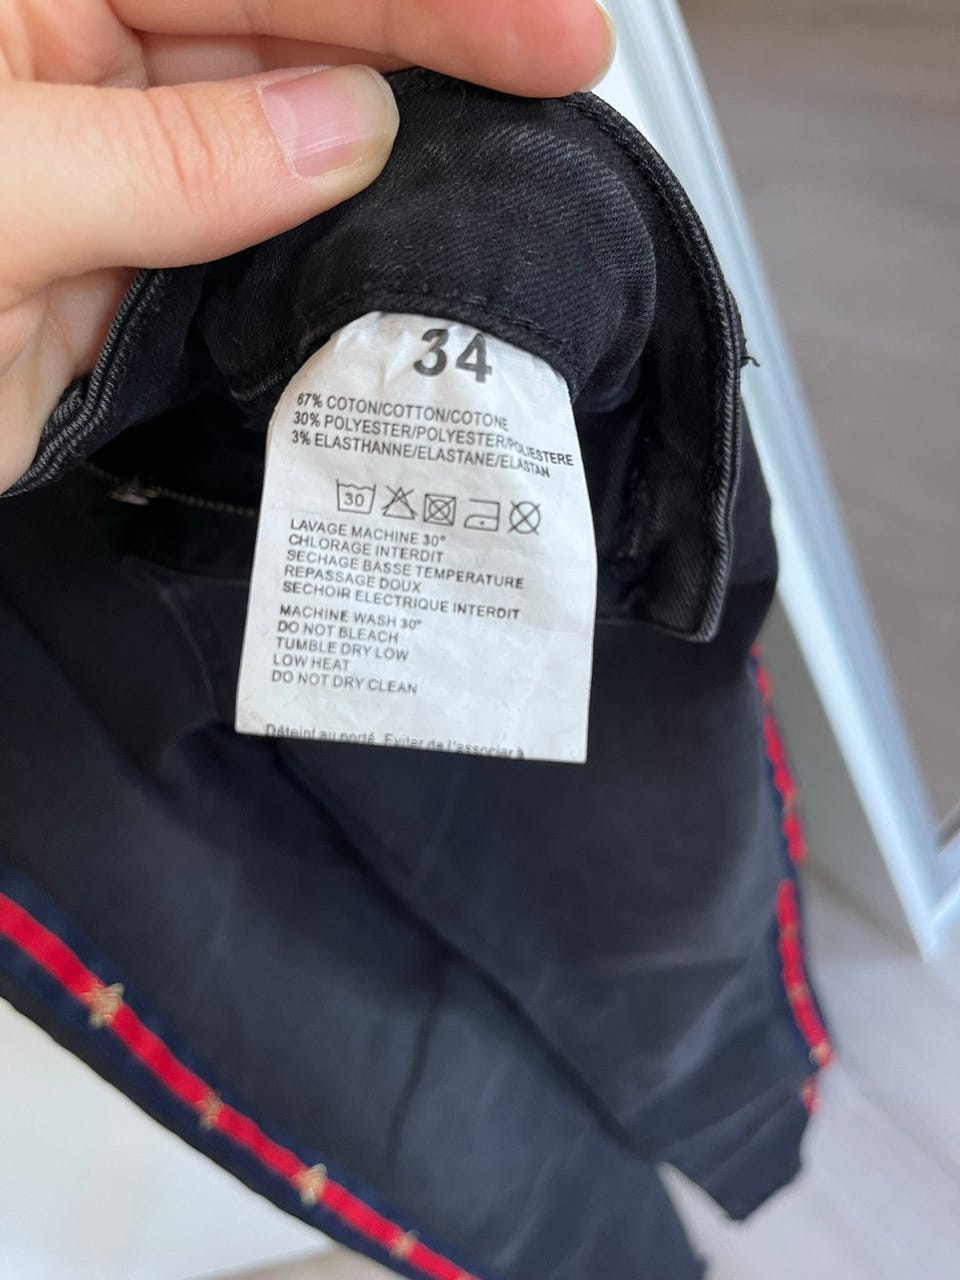 34
67% COTON/COTTON/COTONE
30% POLYESTER/POLYESTER/POLIESTERE
3% ELASTHANNE/ELASTANE/ELASTAN
30
LAVAGE MACHINE 30°
CHLORAGE INTERDIT
SECHAGE BASSE TEMPERATURE
REPASSAGE DOUX
SECHOIR ELECTRIQUE INTERDIT
MACHINE WASH 30°
DO NOT BLEACH
TUMBLE DRY LOW
LOW HEAT
DO NOT DRY CLEAN
Déteint au porté. Eviter de l'associer à